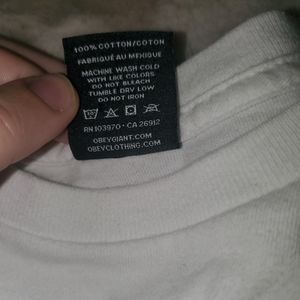 100% COTTON/COTON
FABRIQUÉ AU MEXIQUE
MACHINE WASH COLD
WITH LIKE COLORS
DO NOT BLEACH
TUMBLE DRY LOW
DO NOT IRON
RN 103970 • CA 26912
OBEYGIANT.COM
OBEYCLOTHING.COM